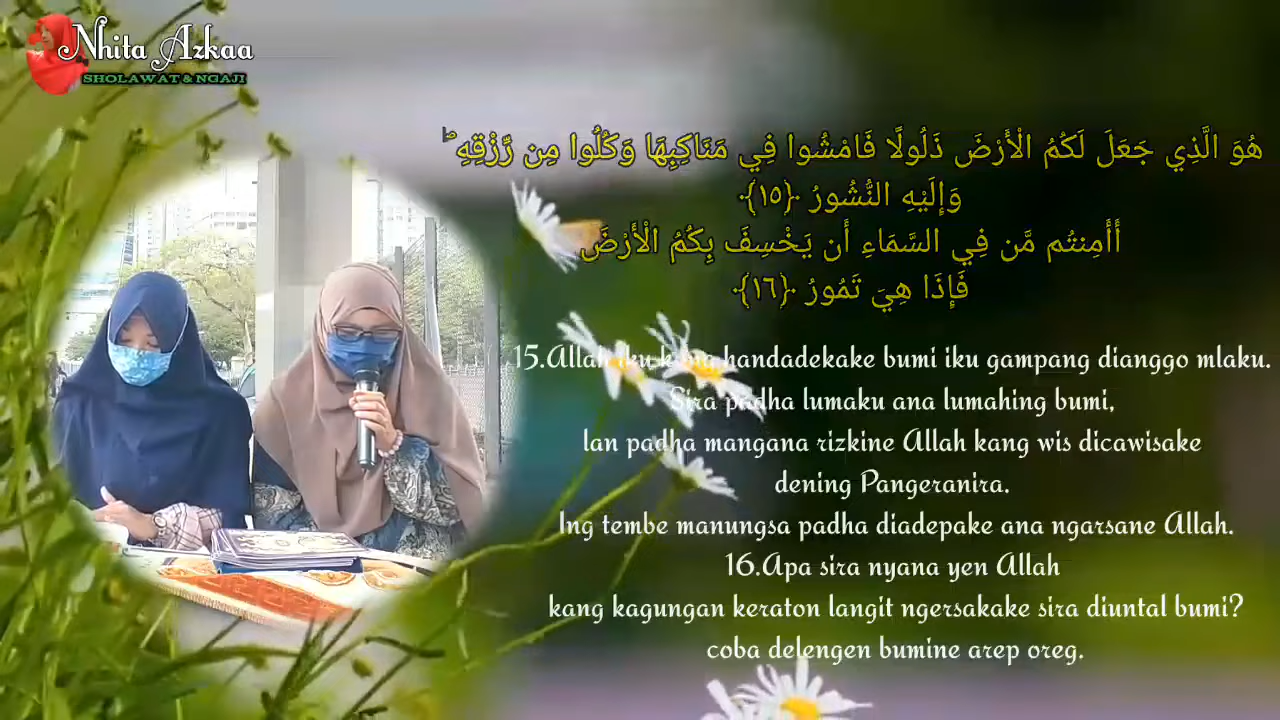 Nhita Azkaa
SHOLAWAT & NGAJI
هُوَ الَّذِي جَعَلَ لَكُمُ الْأَرْضَ ذَلُولًا فَامْشُوا فِي مَنَاكِبِهَا وَكُلُوا مِن رِّزْقِهِ ۖ
وَإِلَيْهِ النُّشُورُ ﴿١٥﴾
أَأَمِنتُم مَّن فِي السَّمَاءِ أَن يَخْسِفَ بِكُمُ الْأَرْضَ
فَإِذَا هِيَ تَمُورُ ﴿١٦﴾
15.Allah iku kang handadekake bumi iku gampang dianggo mlaku.
Sira padha lumaku ana lumahing bumi,
lan padha mangana rizkine Allah kang wis dicawisake
dening Pangeranira.
Ing tembe manungsa padha diadepake ana ngarsane Allah.
16.Apa sira nyana yen Allah
kang kagungan keraton langit ngersakake sira diuntal bumi?
coba delengen bumine arep oreg.